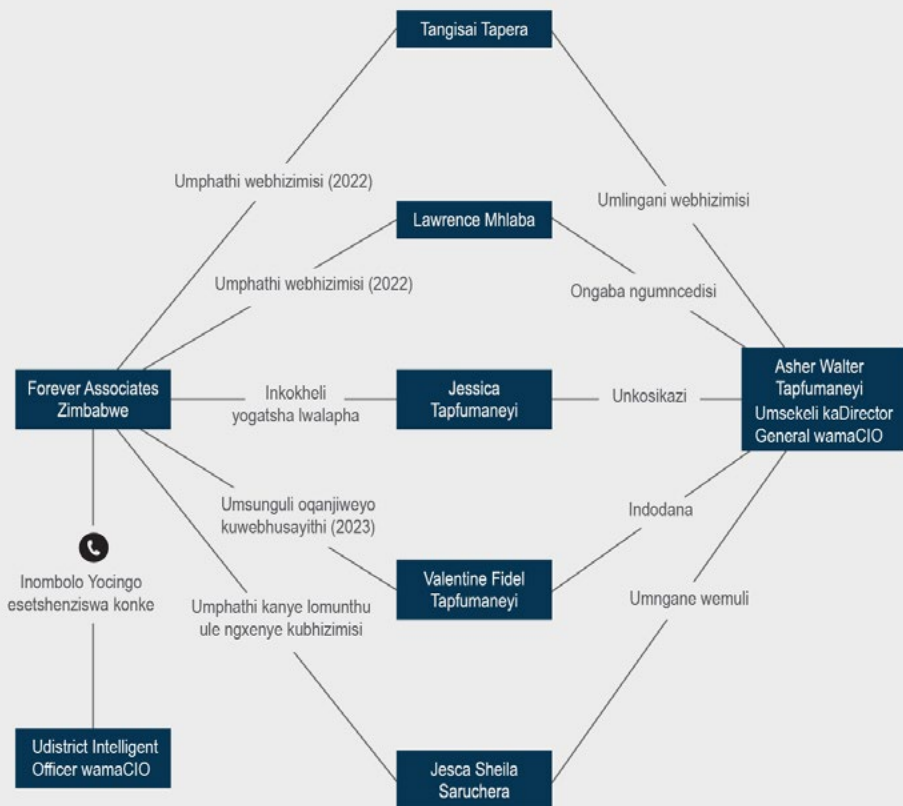 Tangisai Tapera
Umphathi webhizimisi (2022)
Umlingani webhizimisi
Lawrence Mhlaba
Umphathi webhizimisi (2022)
Ongaba ngumncedisi
Forever Associates
Zimbabwe
Inkokheli
yogatsha lwalapha
Jessica
Tapfumaneyi
Unkosikazi
Asher Walter
Tapfumaneyi
Umsekeli kaDirector
General wamaCIO
Umsunguli oqanjiweyo
kuwebhusayithi (2023)
Indodana
Inombolo Yocingo
esetshenziswa konke
Valentine Fidel
Tapfumaneyi
Umphathi kanye lomunthu
ule ngxenye kubhizimisi
Umngane wemuli
Udistrict Intelligent
Officer wamaCIO
Jesca Sheila
Saruchera